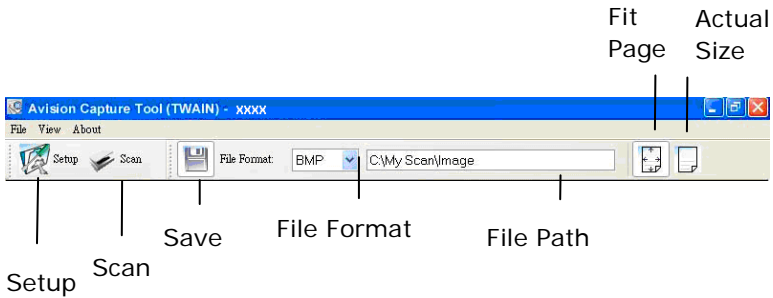 Fit Page
Actual Size
Avision Capture Tool (TWAIN) - xxxx
File View About
Setup Scan File Format: BMP C:\My Scan\Image
Save
File Format
File Path
Scan
Setup